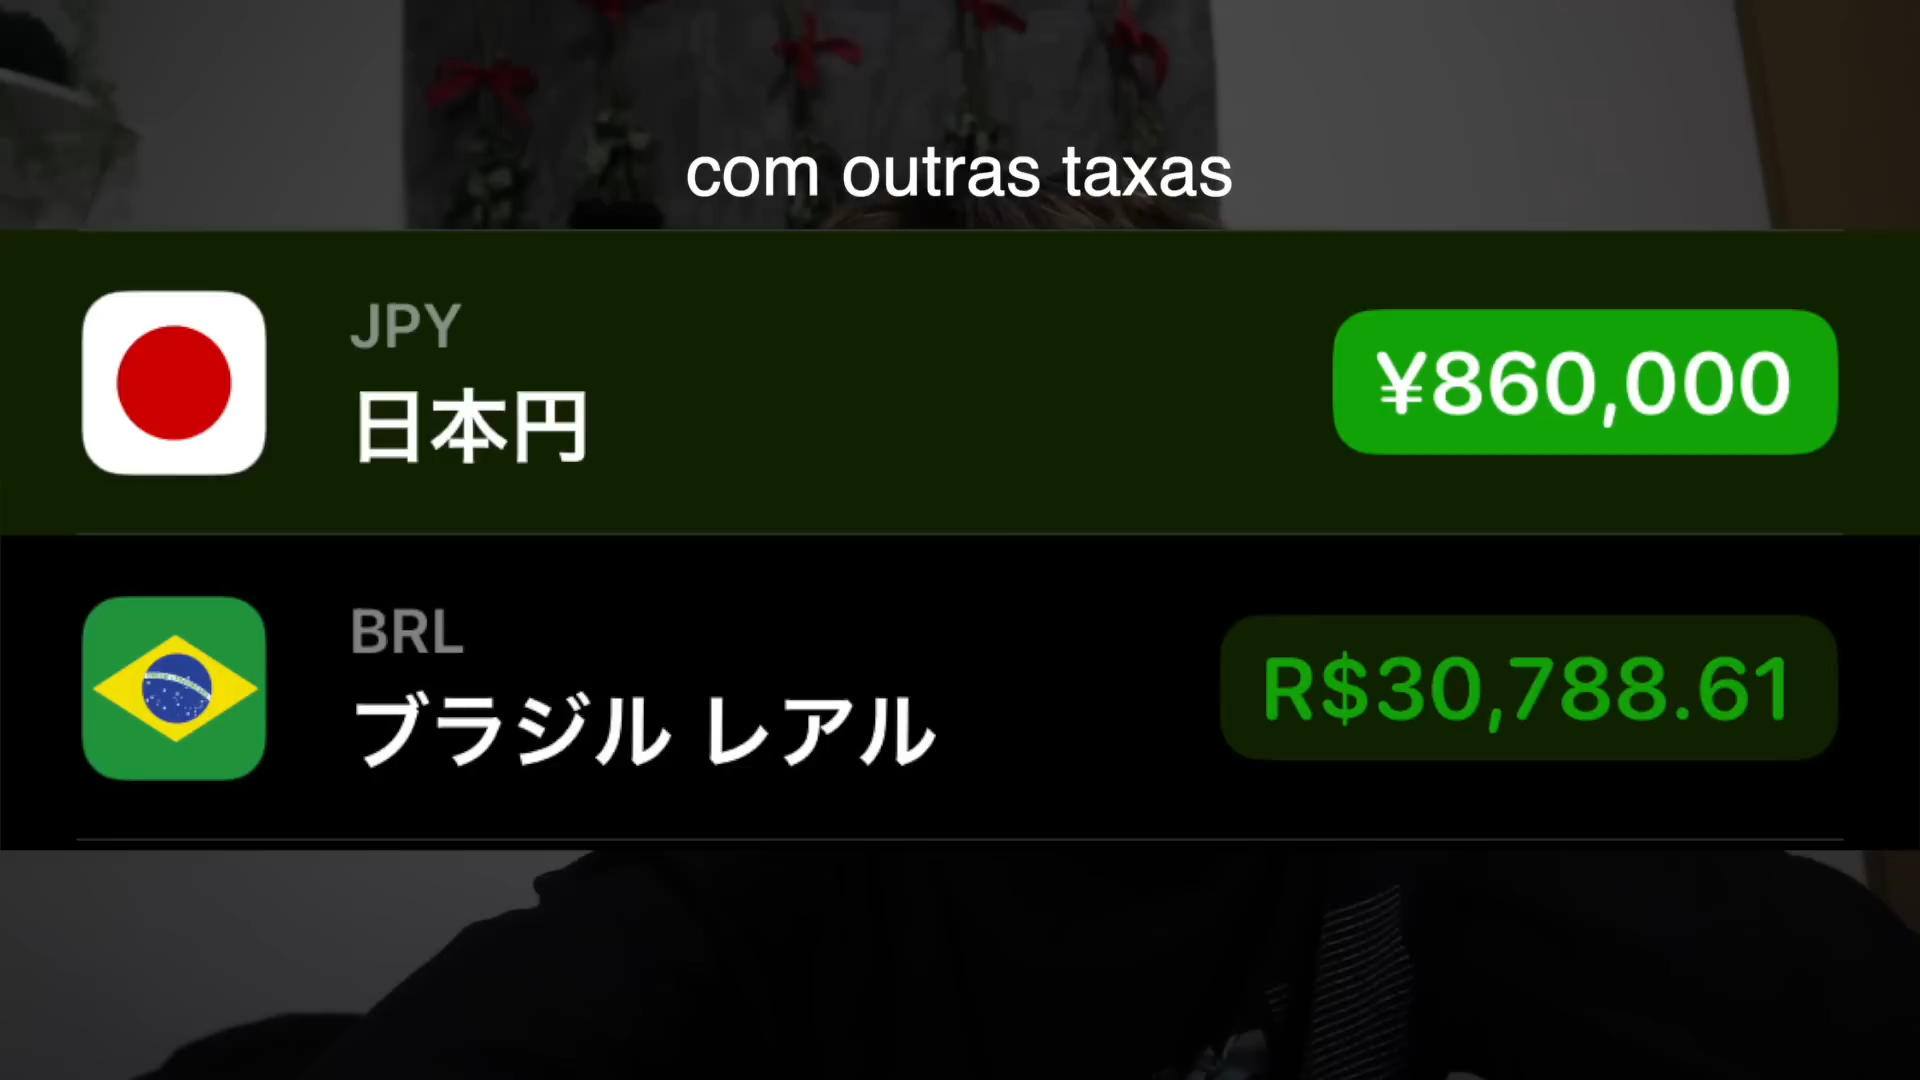 com outras taxas
JPY
日本円
¥860,000
BRL
ブラジル レアル
R$30,788.61